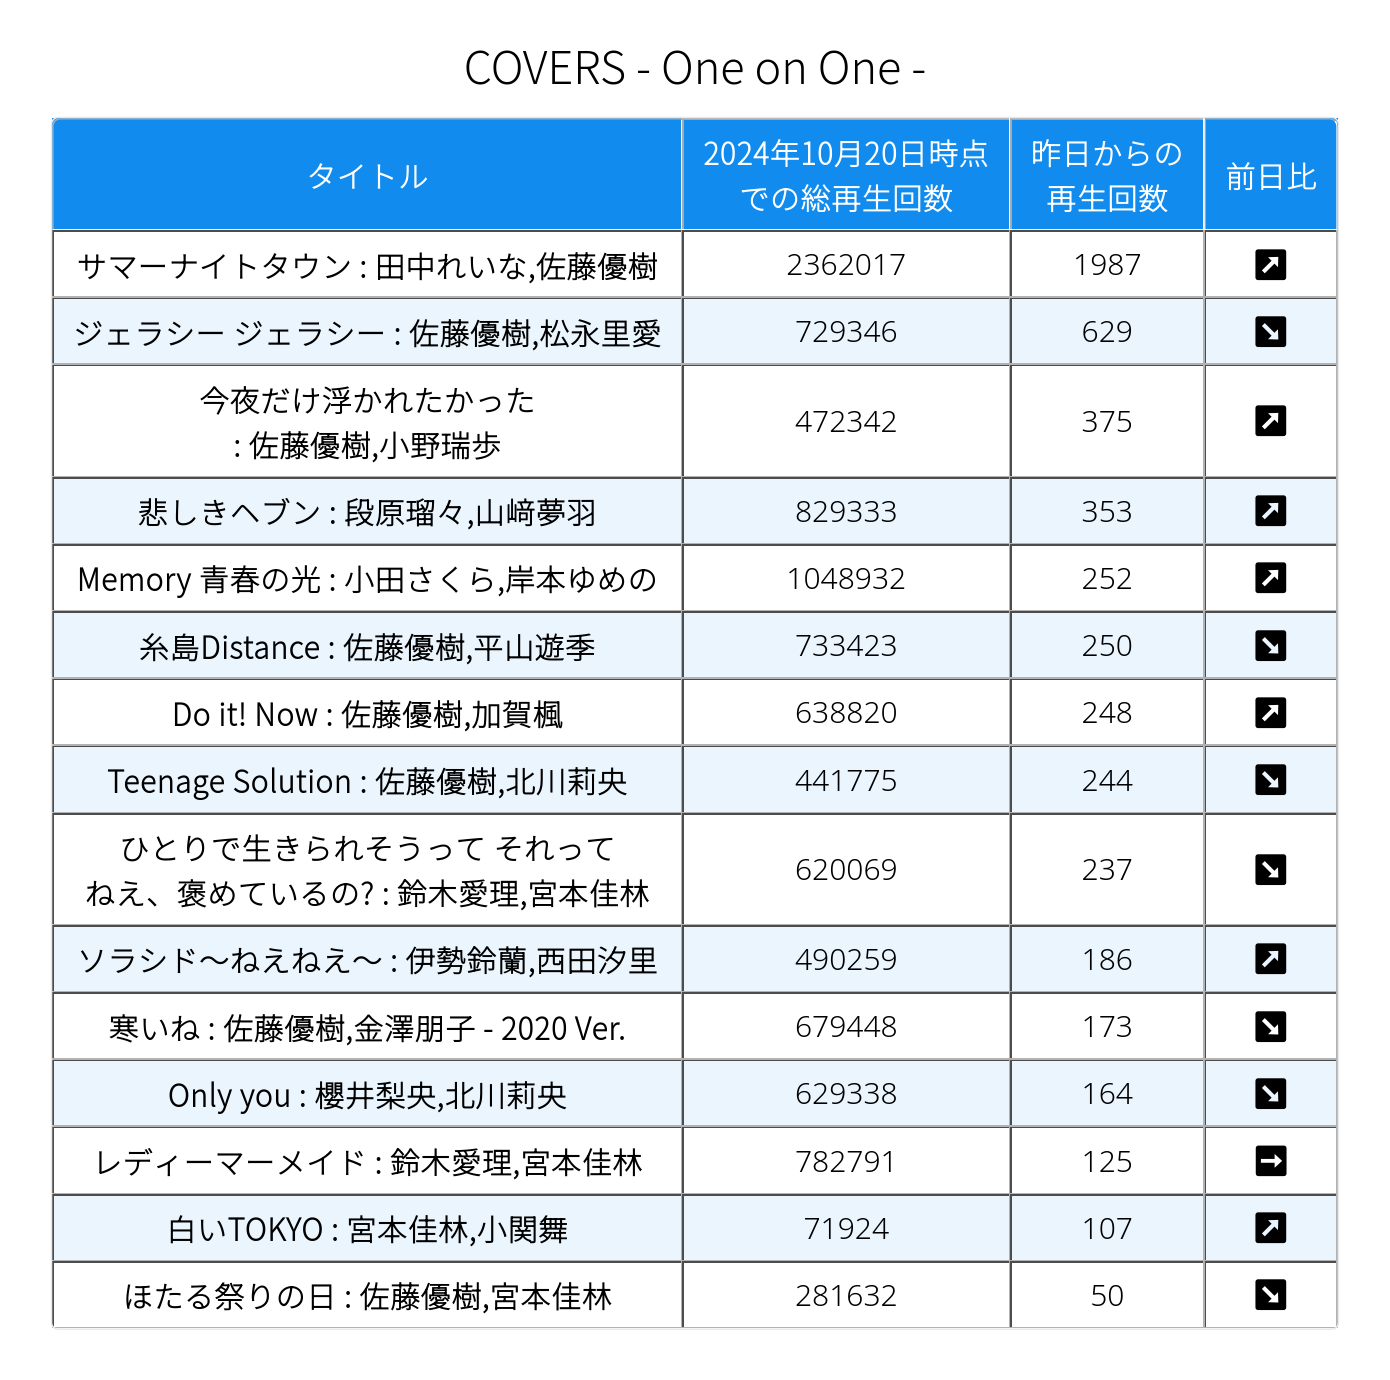 COVERS - One on One -
タイトル
2024年10月20日時点
での総再生回数
昨日からの
再生回数
前日比
サマーナイトタウン : 田中れいな,佐藤優樹
2362017
1987
↗
ジェラシー ジェラシー : 佐藤優樹,松永里愛
729346
629
↘
今夜だけ浮かれたかった
: 佐藤優樹,小野瑞歩
472342
375
↗
悲しきヘブン : 段原瑠々,山﨑夢羽
829333
353
↗
Memory 青春の光 : 小田さくら,岸本ゆめの
1048932
252
↗
糸島Distance : 佐藤優樹,平山遊季
733423
250
↘
Do it! Now : 佐藤優樹,加賀楓
638820
248
↗
Teenage Solution : 佐藤優樹,北川莉央
441775
244
↘
ひとりで生きられそうって それって
ねえ、褒めているの? : 鈴木愛理,宮本佳林
620069
237
↘
ソラシド〜ねえねえ〜 : 伊勢鈴蘭,西田汐里
490259
186
↗
寒いね : 佐藤優樹,金澤朋子 - 2020 Ver.
679448
173
↘
Only you : 櫻井梨央,北川莉央
629338
164
↘
レディーマーメイド : 鈴木愛理,宮本佳林
782791
125
→
白いTOKYO : 宮本佳林,小関舞
71924
107
↗
ほたる祭りの日 : 佐藤優樹,宮本佳林
281632
50
↘